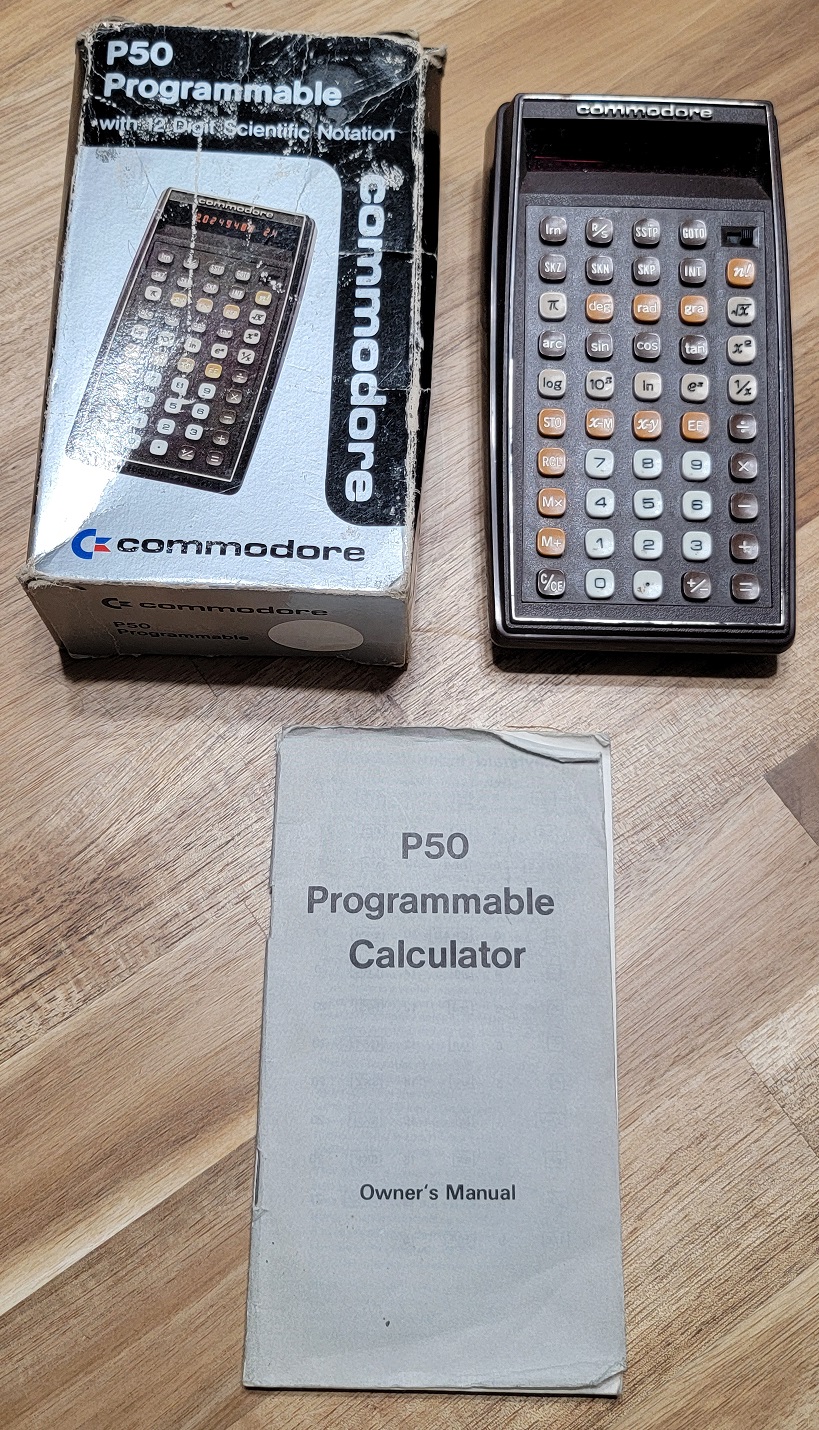 P50
Programmable
with 12 Digit Scientific Notation
commodore
commodore
commodore
commodore
P50
Programmable
commodore
lrn R/S SSTP GOTO
SKZ SKN SKP INT n!
π deg rad gra √x
arc sin cos tan x²
log 10ˣ ln eˣ 1/x
STO x↔M x↔y EE ÷
RCL 7 8 9 ×
M× 4 5 6 −
M+ 1 2 3 +
C/CE 0 . +/− =
P50
Programmable
Calculator
Owner's Manual